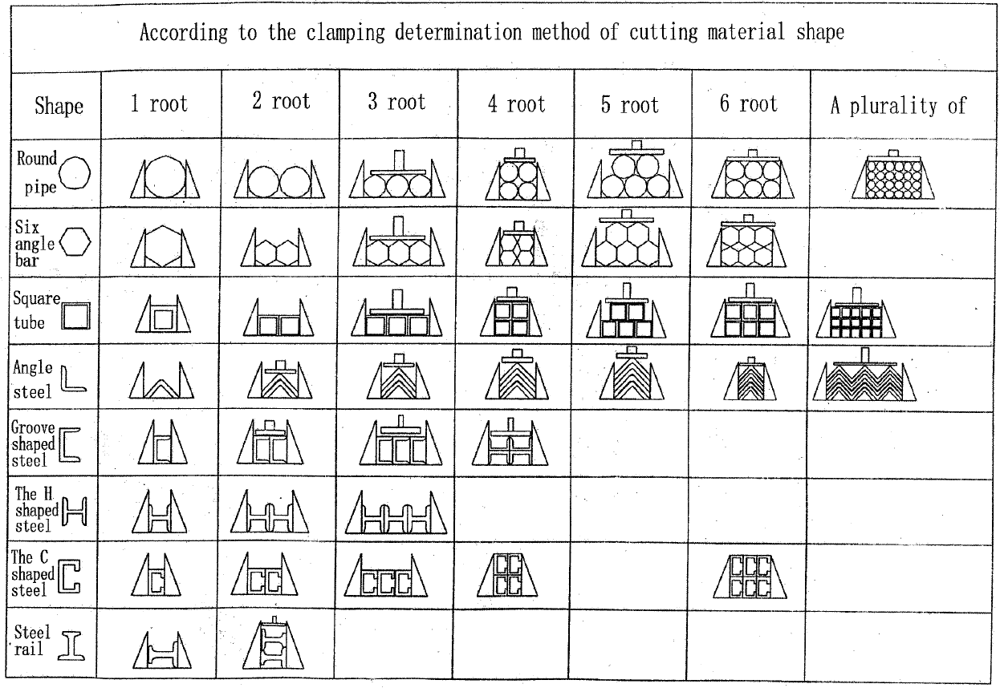 According to the clamping determination method of cutting material shape
Shape
1 root
2 root
3 root
4 root
5 root
6 root
A plurality of
Round
pipe
Six
angle
bar
Square
tube
Angle
steel
Groove
shaped
steel
The H
shaped
steel
The C
shaped
steel
Steel
rail